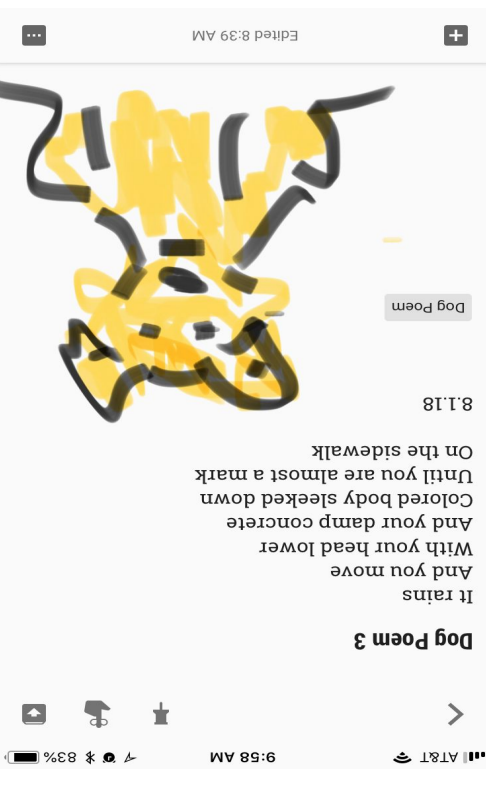 AT&T 9:58 AM 83%
Dog Poem 3
It rains
And you move
With your head lower
And your damp concrete
Colored body sleeked down
Until you are almost a mark
On the sidewalk
8.1.18
Dog Poem
Edited 8:39 AM